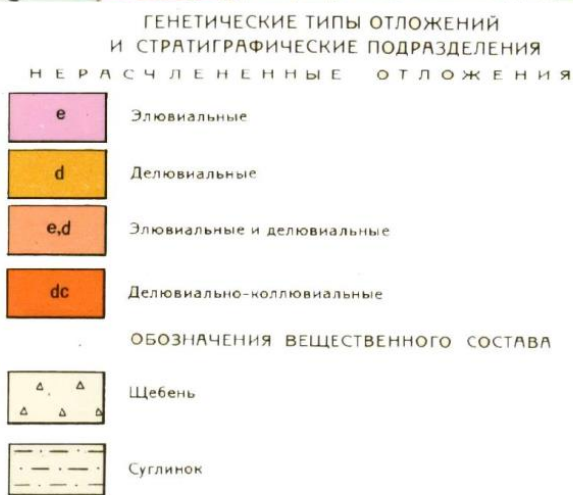 ГЕНЕТИЧЕСКИЕ ТИПЫ ОТЛОЖЕНИЙ
И СТРАТИГРАФИЧЕСКИЕ ПОДРАЗДЕЛЕНИЯ
НЕРАСЧЛЕНЕННЫЕ ОТЛОЖЕНИЯ
e Элювиальные
d Делювиальные
e,d Элювиальные и делювиальные
dc Делювиально-коллювиальные
ОБОЗНАЧЕНИЯ ВЕЩЕСТВЕННОГО СОСТАВА
Щебень
Суглинок